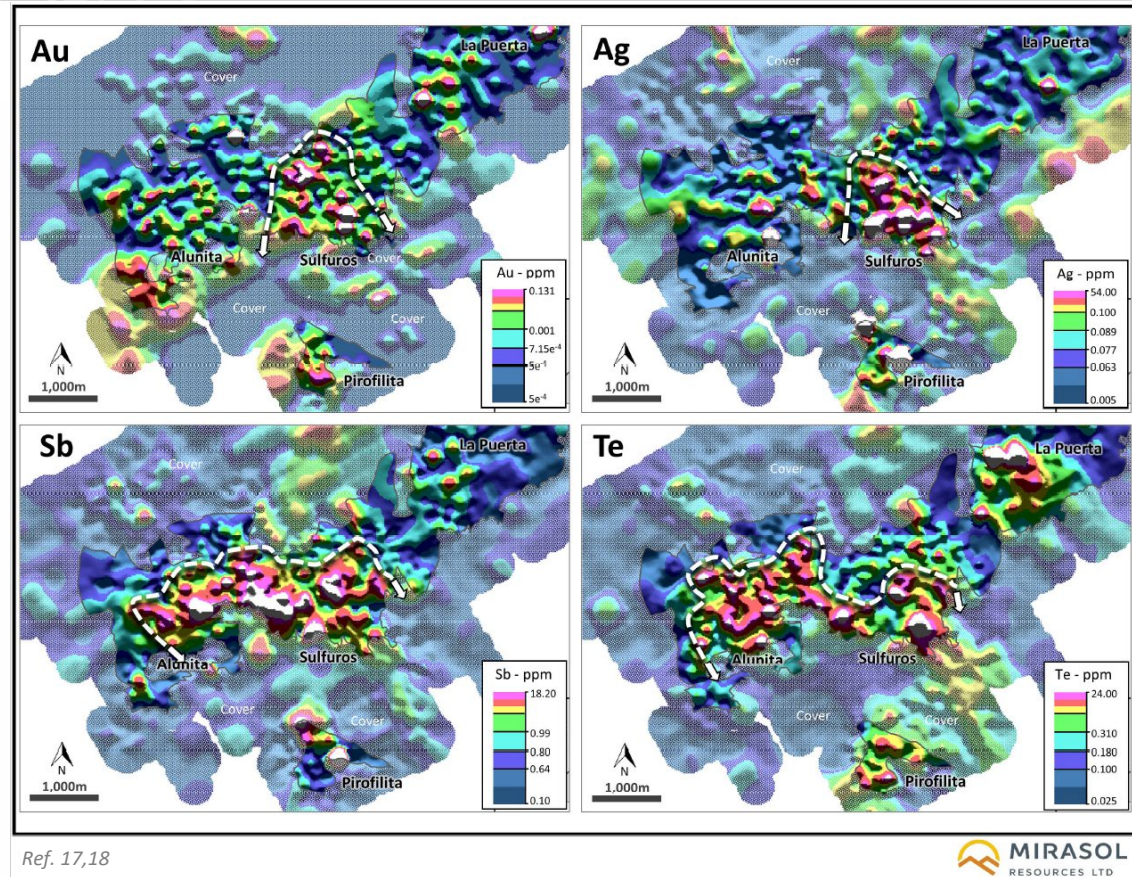 Au
La Puerta
Cover
Alunita
Sulfuros
Cover
Cover
Cover
Pirofilita
N
1,000m
Au - ppm
0.131
0.001
7.15e⁻⁴
5e⁻⁴
Ag
La Puerta
Cover
Alunita
Sulfuros
Cover
Pirofilita
N
1,000m
Ag - ppm
54.00
0.100
0.089
0.077
0.063
0.005
Sb
La Puerta
Cover
Alunita
Sulfuros
Cover
Cover
Pirofilita
N
1,000m
Sb - ppm
18.20
0.99
0.80
0.64
0.10
Te
La Puerta
Cover
Alunita
Sulfuros
Cover
Cover
Pirofilita
N
1,000m
Te - ppm
24.00
0.310
0.180
0.100
0.025
Ref. 17,18
MIRASOL
RESOURCES LTD